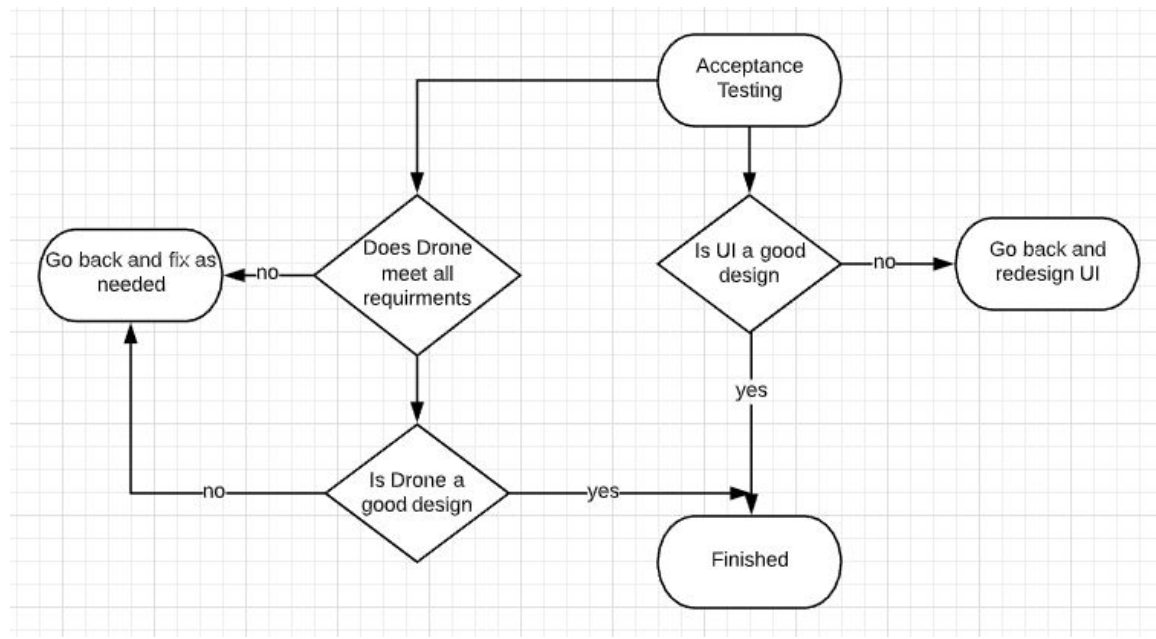 Acceptance
Testing
Does Drone
meet all
requirments
Is UI a good
design
Go back and fix as
needed
no
no
Go back and
redesign UI
yes
Is Drone a
good design
no
yes
Finished